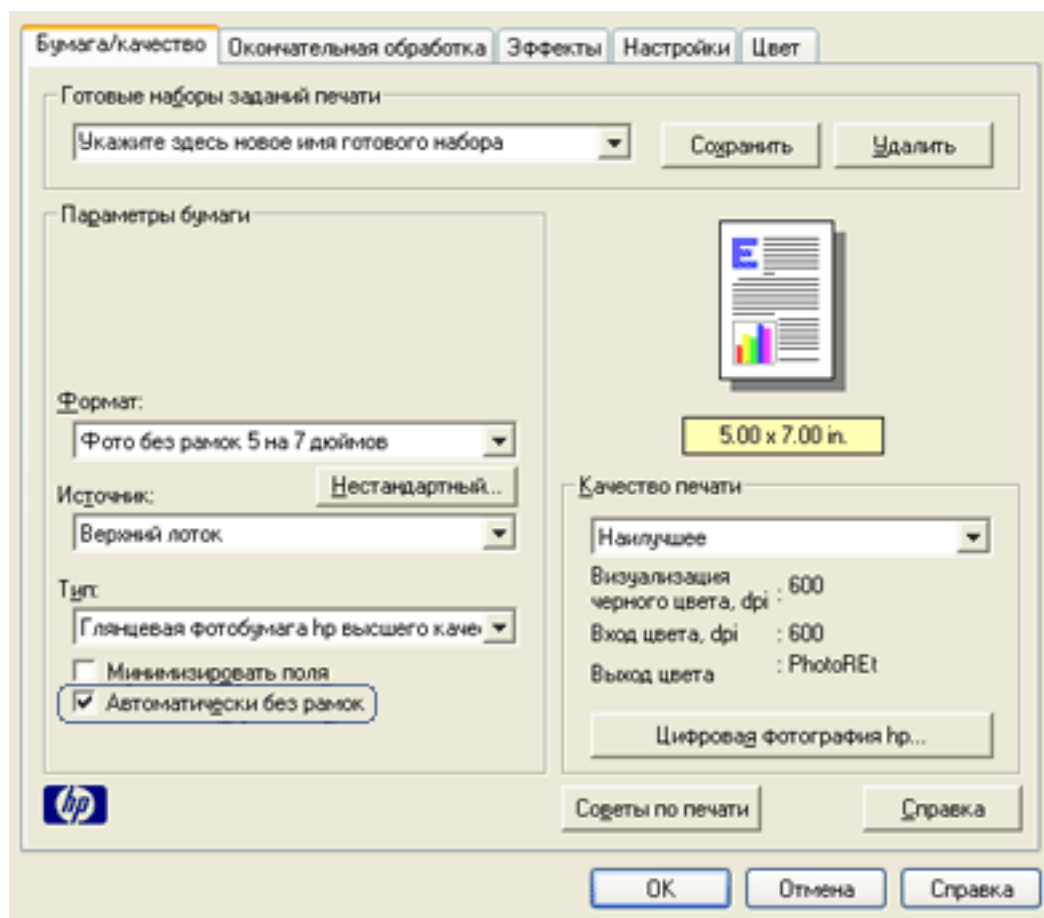 Бумага/качество Окончательная обработка Эффекты Настройки Цвет
Готовые наборы заданий печати
Укажите здесь новое имя готового набора Сохранить Удалить
Параметры бумаги
E
Формат:
Фото без рамок 5 на 7 дюймов
5.00 x 7.00 in.
Нестандартный...
Источник:
Верхний лоток
Тип:
Глянцевая фотобумага hp высшего каче
Минимизировать поля
Автоматически без рамок
Качество печати
Наилучшее
Визуализация
черного цвета, dpi : 600
Вход цвета, dpi : 600
Выход цвета : PhotoREt
Цифровая фотография hp...
hp
Советы по печати Справка
OK Отмена Справка